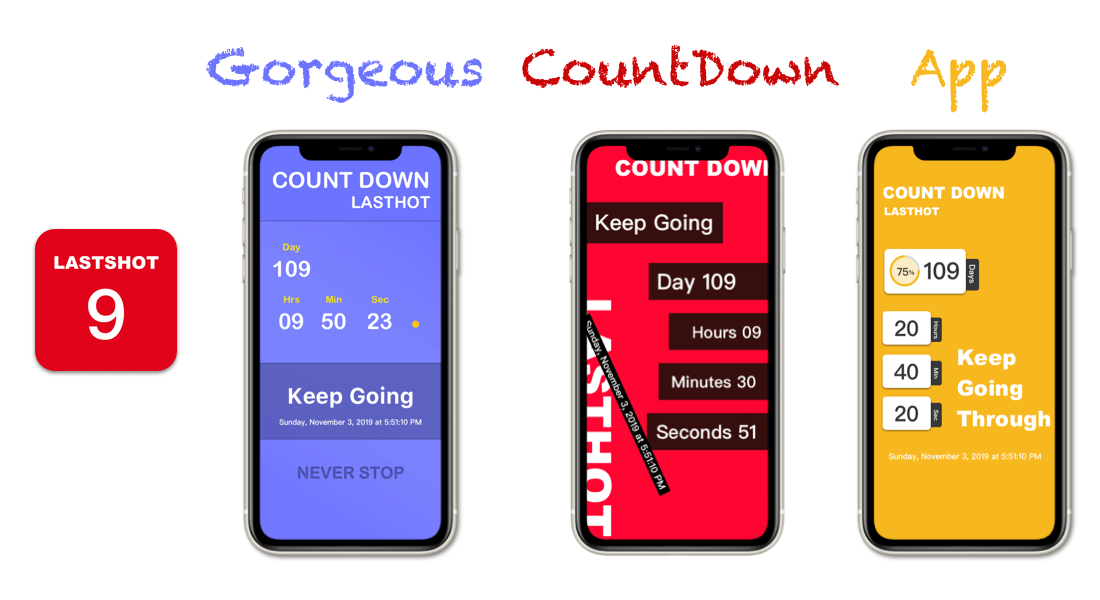 Gorgeous CountDown App
LASTSHOT
9
COUNT DOWN
LASTHOT
Day
109
Hrs Min Sec
09 50 23
Keep Going
Sunday, November 3, 2019 at 5:51:10 PM
NEVER STOP
COUNT DOWN
Keep Going
Day 109
Hours 09
Minutes 30
Seconds 51
LASTHOT
Sunday, November 3, 2019 at 5:51:10 PM
COUNT DOWN
LASTHOT
75% 109 Days
20 Hours
40 Min
20 Sec
Keep
Going
Through
Sunday, November 3, 2019 at 5:51:10 PM